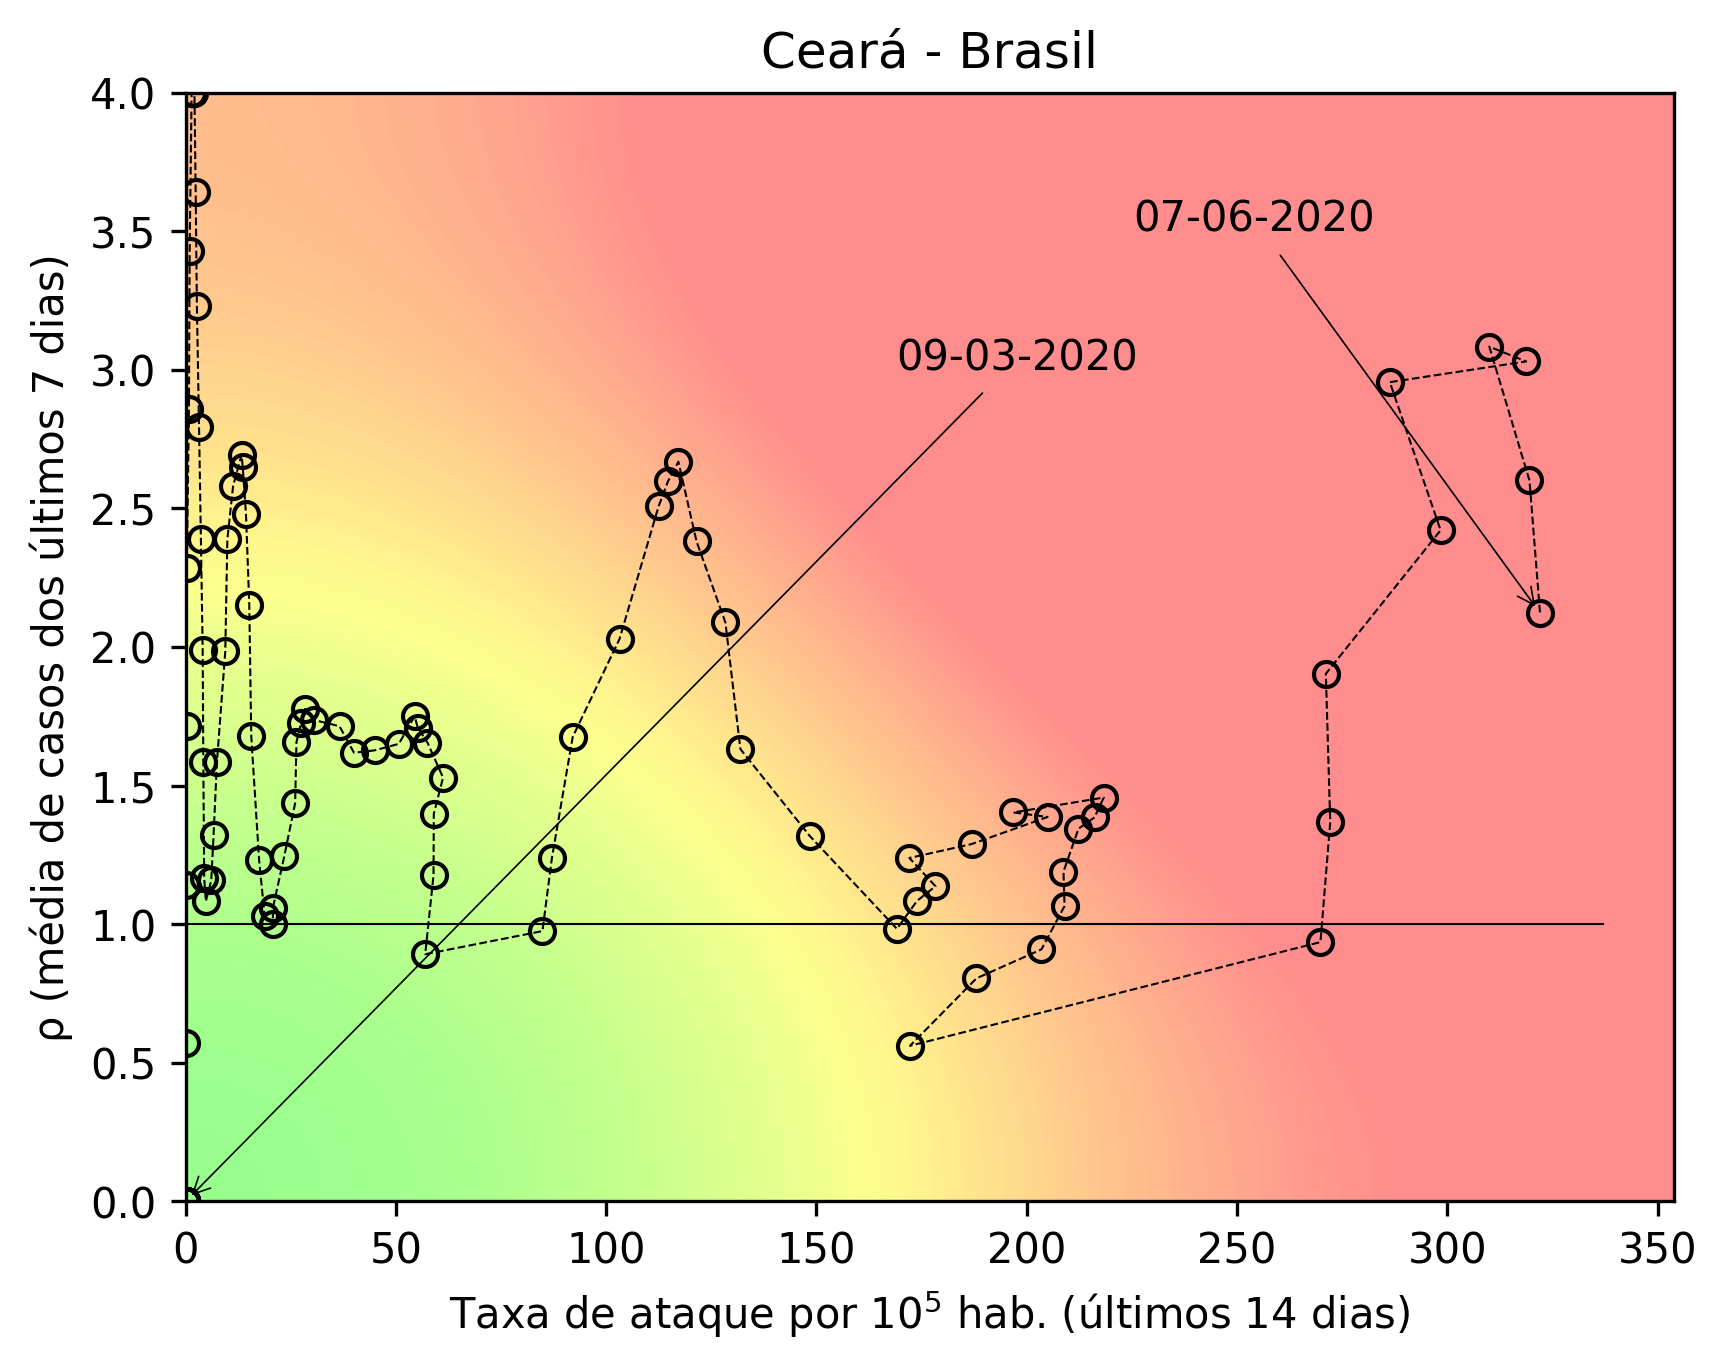 Ceará - Brasil
4.0
3.5
3.0
2.5
2.0
1.5
1.0
0.5
0.0
ρ (média de casos dos últimos 7 dias)
07-06-2020
09-03-2020
0 50 100 150 200 250 300 350
Taxa de ataque por 10⁵ hab. (últimos 14 dias)